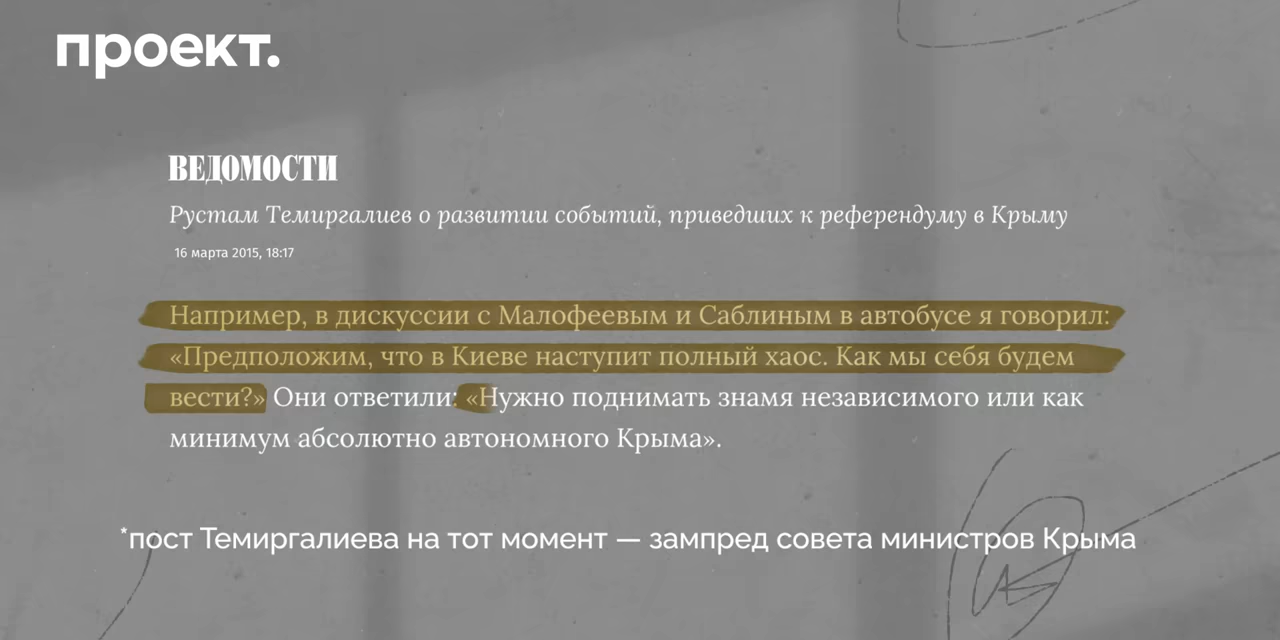 проект.
ВЕДОМОСТИ
Рустам Темиргалиев о развитии событий, приведших к референдуму в Крыму
16 марта 2015, 18:17
Например, в дискуссии с Малофеевым и Саблиным в автобусе я говорил:
«Предположим, что в Киеве наступит полный хаос. Как мы себя будем
вести?» Они ответили: «Нужно поднимать знамя независимого или как
минимум абсолютно автономного Крыма».
*пост Темиргалиева на тот момент — зампред совета министров Крыма